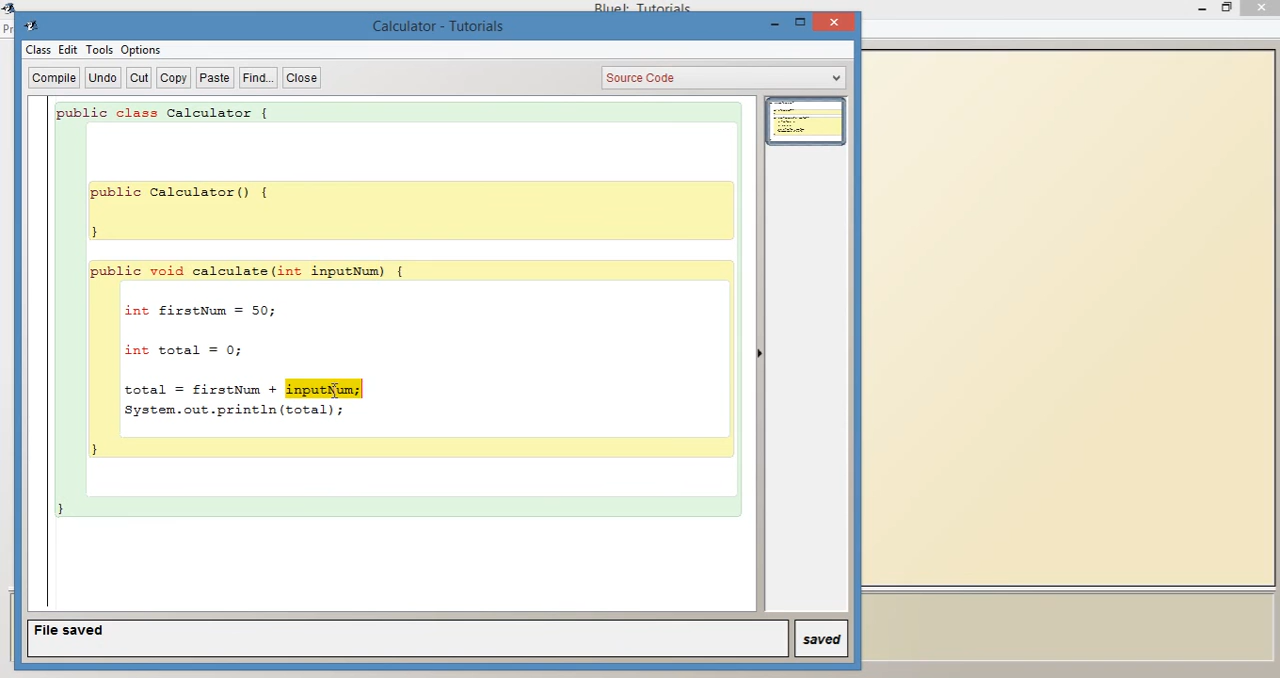 BlueJ: Tutorials
Calculator - Tutorials
Class Edit Tools Options
Compile Undo Cut Copy Paste Find... Close Source Code
public class Calculator {
public Calculator() {
}
public void calculate(int inputNum) {
int firstNum = 50;
int total = 0;
total = firstNum + inputNum;
System.out.println(total);
}
}
File saved
saved